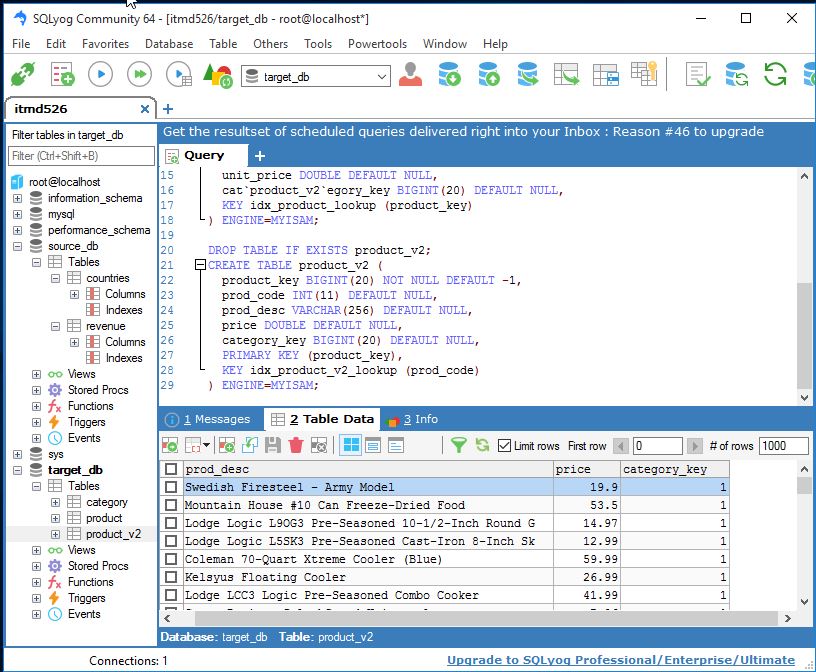 SQLyog Community 64 - [itmd526/target_db - root@localhost*]
File Edit Favorites Database Table Others Tools Powertools Window Help
target_db
itmd526
Filter tables in target_db
Filter (Ctrl+Shift+B)
root@localhost
information_schema
mysql
performance_schema
source_db
Tables
countries
Columns
Indexes
revenue
Columns
Indexes
Views
Stored Procs
Functions
Triggers
Events
sys
target_db
Tables
category
product
product_v2
Views
Stored Procs
Functions
Triggers
Events
Get the resultset of scheduled queries delivered right into your Inbox : Reason #46 to upgrade
Query
15 unit_price DOUBLE DEFAULT NULL,
16 cat`product_v2`egory_key BIGINT(20) DEFAULT NULL,
17 KEY idx_product_lookup (product_key)
18 ) ENGINE=MYISAM;
19
20 DROP TABLE IF EXISTS product_v2;
21 CREATE TABLE product_v2 (
22 product_key BIGINT(20) NOT NULL DEFAULT -1,
23 prod_code INT(11) DEFAULT NULL,
24 prod_desc VARCHAR(256) DEFAULT NULL,
25 price DOUBLE DEFAULT NULL,
26 category_key BIGINT(20) DEFAULT NULL,
27 PRIMARY KEY (product_key),
28 KEY idx_product_v2_lookup (prod_code)
29 ) ENGINE=MYISAM;
1 Messages 2 Table Data 3 Info
Limit rows First row 0 # of rows 1000
prod_desc price category_key
Swedish Firesteel - Army Model 19.9 1
Mountain House #10 Can Freeze-Dried Food 53.5 1
Lodge Logic L9OG3 Pre-Seasoned 10-1/2-Inch Round G 14.97 1
Lodge Logic L5SK3 Pre-Seasoned Cast-Iron 8-Inch Sk 12.99 1
Coleman 70-Quart Xtreme Cooler (Blue) 59.99 1
Kelsyus Floating Cooler 26.99 1
Lodge LCC3 Logic Pre-Seasoned Combo Cooker 41.99 1
Database: target_db Table: product_v2
Connections: 1 Upgrade to SQLyog Professional/Enterprise/Ultimate